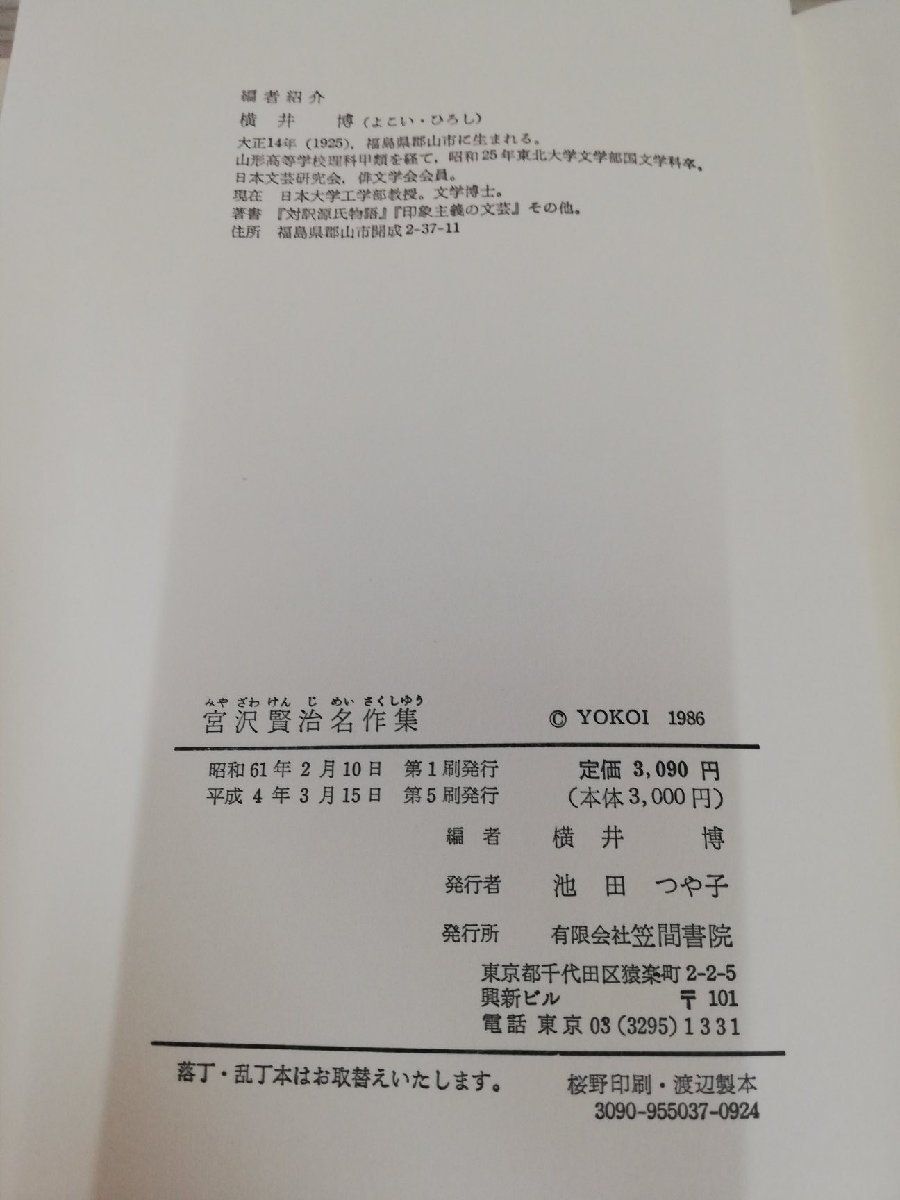 編者紹介
横井　博（よこい・ひろし）
大正14年（1925），福島県郡山市に生まれる。
山形高等学校理科甲類を経て，昭和25年東北大学文学部国文学科卒。
日本文芸研究会，俳文学会会員。
現在　日本大学工学部教授。文学博士。
著書　『対訳源氏物語』『印象主義の文芸』その他。
住所　福島県郡山市開成2-37-11
みやざわけんじめいさくしゆう
宮沢賢治名作集　© YOKOI 1986
昭和61年2月10日　第1刷発行　定価 3,090 円
平成4年3月15日　第5刷発行　（本体3,000円）
編者　横井　博
発行者　池田　つや子
発行所　有限会社笠間書院
東京都千代田区猿楽町2-2-5
興新ビル　〒101
電話 東京 03 (3295) 1331
落丁・乱丁本はお取替えいたします。　桜野印刷・渡辺製本
3090-955037-0924